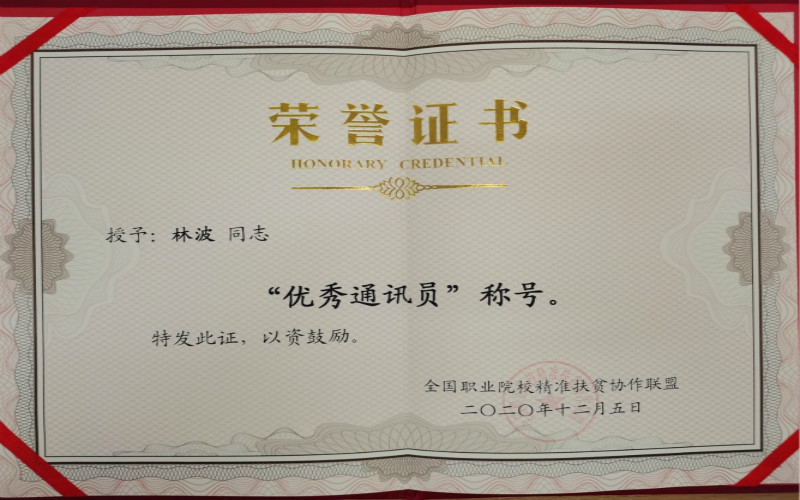 荣誉证书
HONORARY CREDENTIAL
授予：林波 同志
“优秀通讯员”称号。
特发此证，以资鼓励。
全国职业院校精准扶贫协作联盟
二〇二〇年十二月五日